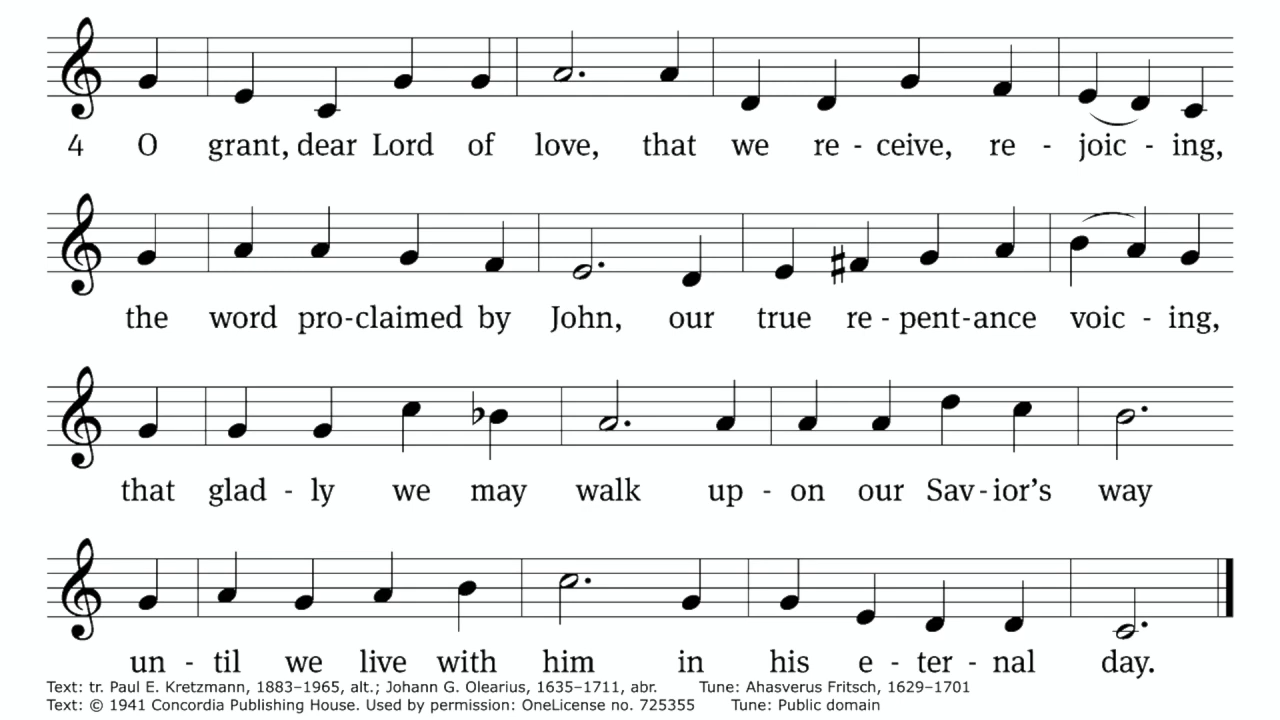 4 O grant, dear Lord of love, that we re - ceive, re - joic - ing,
the word pro-claimed by John, our true re - pent-ance voic - ing,
that glad - ly we may walk up - on our Sav-ior’s way
un - til we live with him in his e - ter - nal day.
Text: tr. Paul E. Kretzmann, 1883–1965, alt.; Johann G. Olearius, 1635–1711, abr. Tune: Ahasverus Fritsch, 1629–1701
Text: © 1941 Concordia Publishing House. Used by permission: OneLicense no. 725355 Tune: Public domain